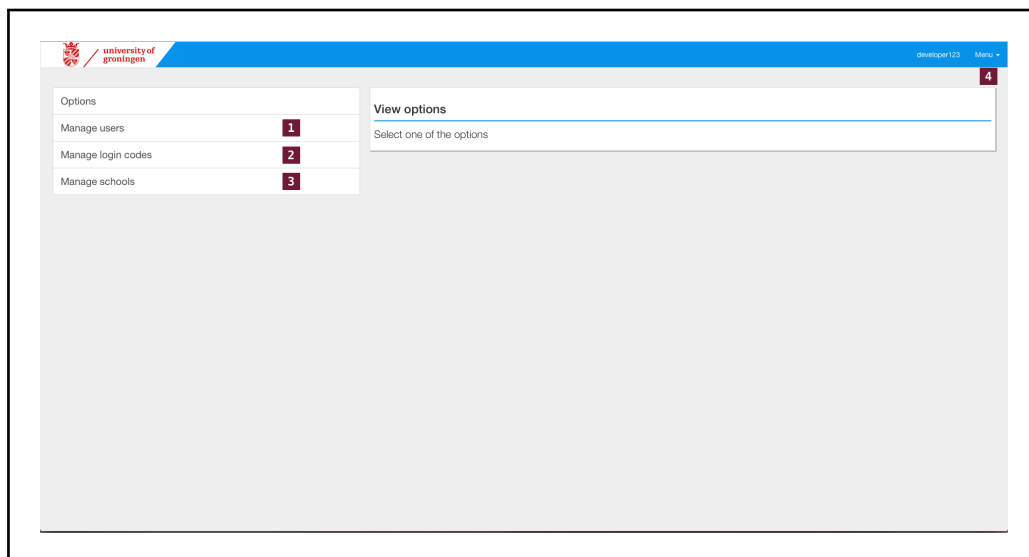 university of
groningen
developer123 Menu
4
Options
Manage users 1
Manage login codes 2
Manage schools 3
View options
Select one of the options